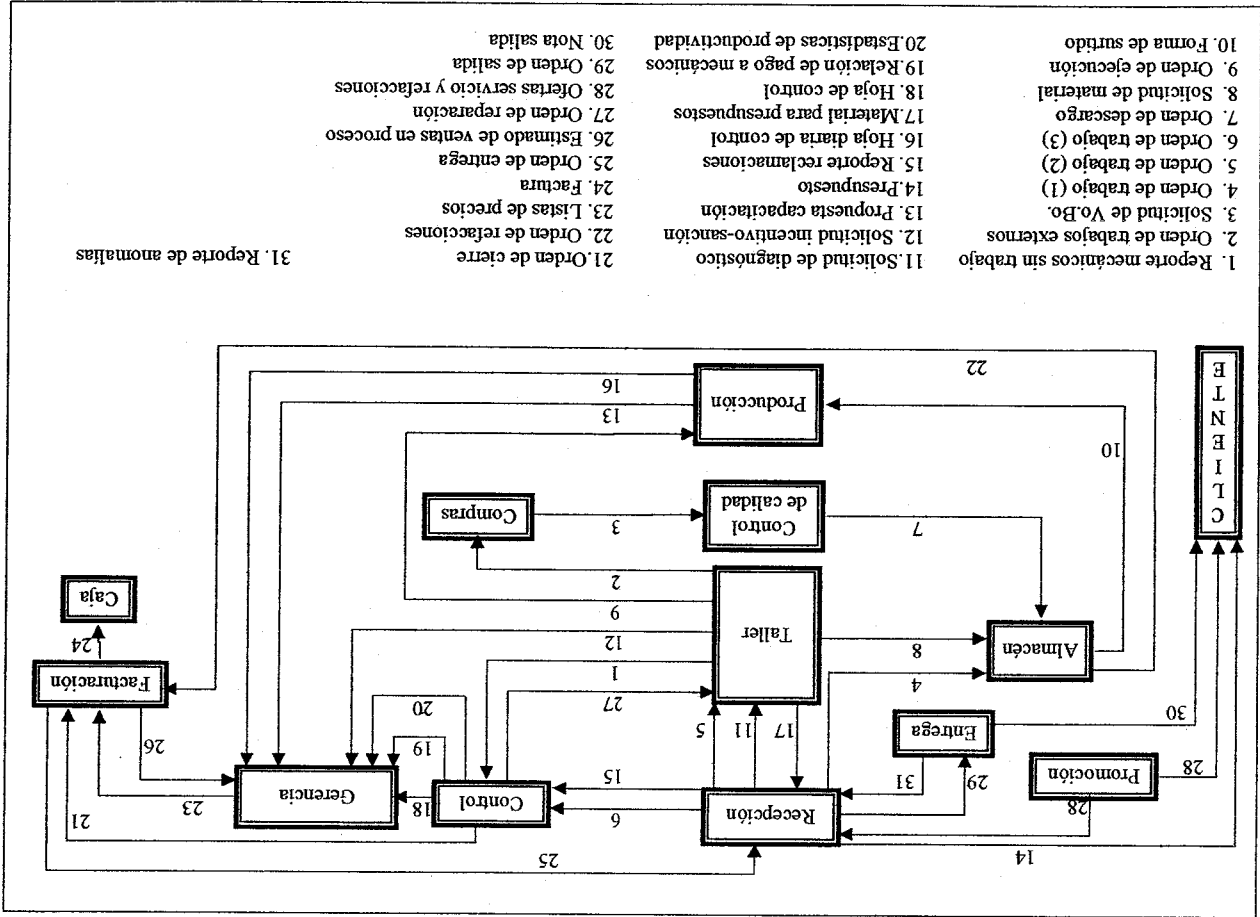 14
25
28
Recepción
6
Control
18
Gerencia
23
21
Promoción
28
29
31
15
Entrega
17
11
5
19
20
26
30
27
4
1
Facturación
Almacén
8
Taller
12
24
9
Caja
2
C
L
I
E
N
T
E
7
Control
de calidad
3
Compras
10
Producción
13
16
22
1. Reporte mecánicos sin trabajo
2. Orden de trabajos externos
3. Solicitud de Vo.Bo.
4. Orden de trabajo (1)
5. Orden de trabajo (2)
6. Orden de trabajo (3)
7. Orden de descargo
8. Solicitud de material
9. Orden de ejecución
10. Forma de surtido
11.Solicitud de diagnóstico
12. Solicitud incentivo-sanción
13. Propuesta capacitación
14.Presupuesto
15. Reporte reclamaciones
16. Hoja diaria de control
17.Material para presupuestos
18. Hoja de control
19.Relación de pago a mecánicos
20.Estadísticas de productividad
21.Orden de cierre
22. Orden de refacciones
23. Listas de precios
24. Factura
25. Orden de entrega
26. Estimado de ventas en proceso
27. Orden de reparación
28. Ofertas servicio y refacciones
29. Orden de salida
30. Nota salida
31. Reporte de anomalías